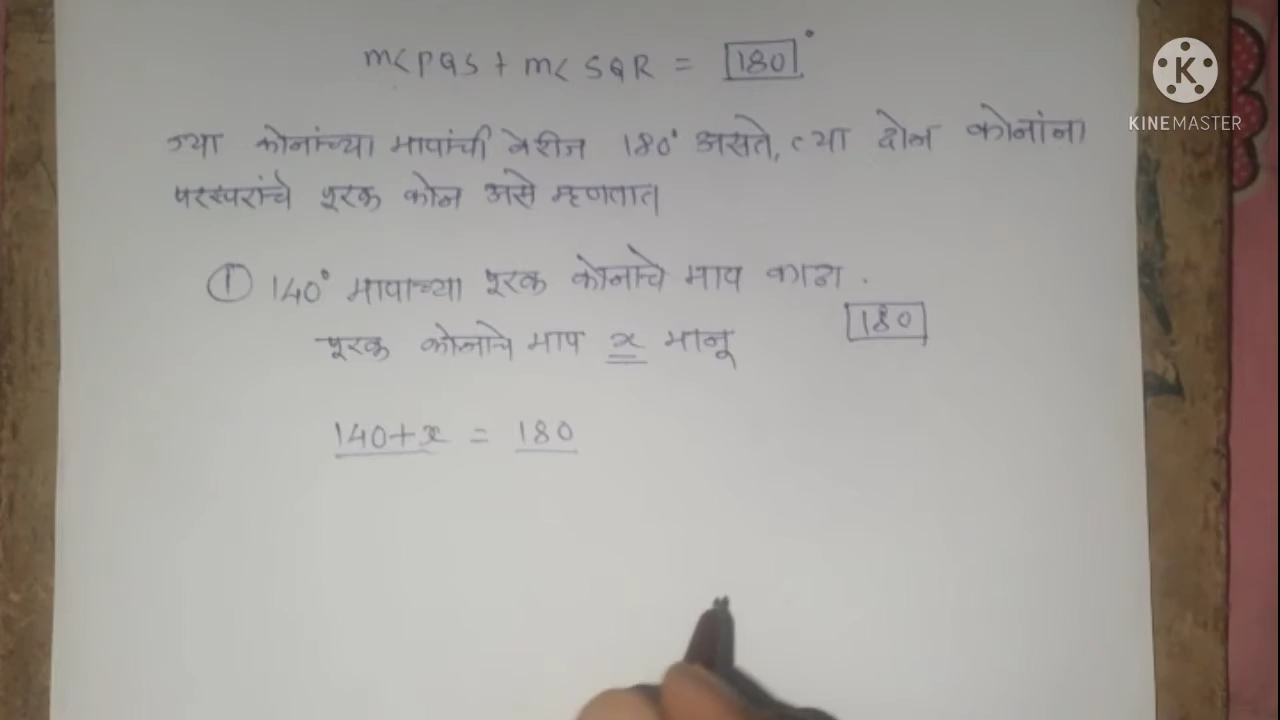 m<PQS + m< SQR = 180°
ज्या कोनांच्या मापांची बेरीज 180° असते, त्या दोन कोनांना
परस्परांचे पूरक कोन असे म्हणतात।
① 140° मापाच्या पूरक कोनाचे माप काढा.
180
पूरक कोनाचे माप x मानू
140+x = 180
K
KINEMASTER